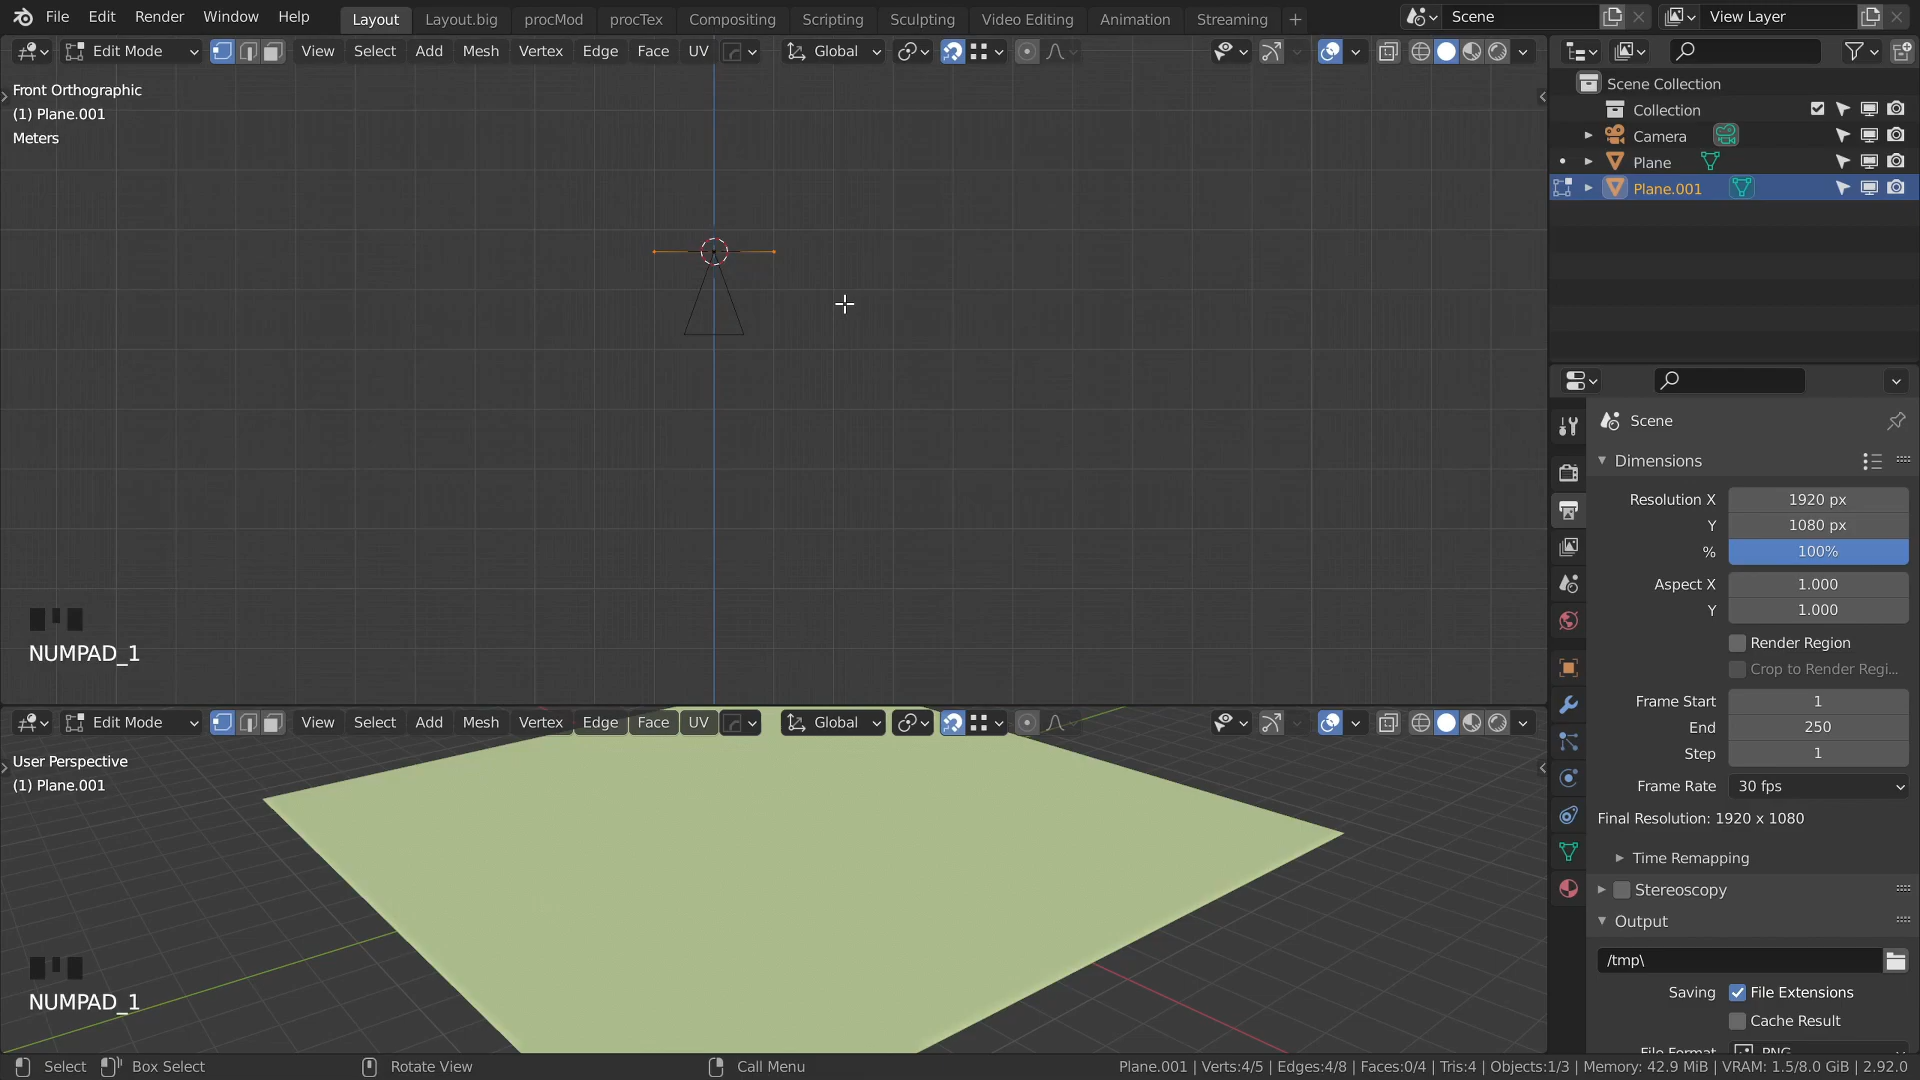 File Edit Render Window Help Layout Layout.big procMod procTex Compositing Scripting Sculpting Video Editing Animation Streaming + Scene View Layer
Edit Mode View Select Add Mesh Vertex Edge Face UV Global
Front Orthographic
(1) Plane.001
Meters
NUMPAD_1
Edit Mode View Select Add Mesh Vertex Edge Face UV Global
User Perspective
(1) Plane.001
NUMPAD_1
Scene Collection
Collection
Camera
Plane
Plane.001
Scene
Dimensions
Resolution X 1920 px
Y 1080 px
% 100%
Aspect X 1.000
Y 1.000
Render Region
Crop to Render Regi...
Frame Start 1
End 250
Step 1
Frame Rate 30 fps
Final Resolution: 1920 x 1080
Time Remapping
Stereoscopy
Output
/tmp\
Saving File Extensions
Cache Result
File Format PNG
Select Box Select Rotate View Call Menu Plane.001 | Verts:4/5 | Edges:4/8 | Faces:0/4 | Tris:4 | Objects:1/3 | Memory: 42.9 MiB | VRAM: 1.5/8.0 GiB | 2.92.0